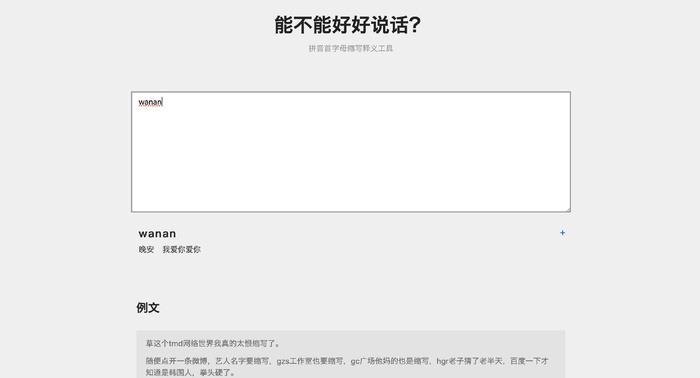 能不能好好说话?
拼音首字母缩写释义工具
wanan
wanan
+
晚安 我爱你爱你
例文
草这个tmd网络世界我真的太恨缩写了。
随便点开一条微博，艺人名字要缩写，gzs工作室也要缩写，gc广场他妈的也是缩写，hgr老子猜了老半天，百度一下才
知道是韩国人，拳头硬了。